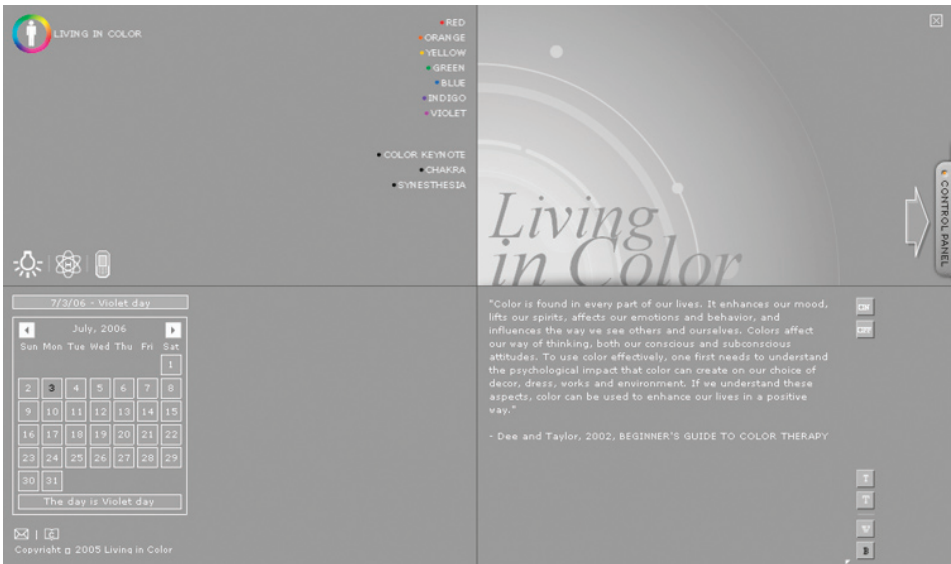 LIVING IN COLOR
RED
ORANGE
YELLOW
GREEN
BLUE
INDIGO
VIOLET
COLOR KEYNOTE
CHAKRA
SYNESTHESIA
Living
in Color
CONTROL PANEL
7/3/06 - Violet day
July, 2006
Sun Mon Tue Wed Thu Fri Sat
1
2 3 4 5 6 7 8
9 10 11 12 13 14 15
16 17 18 19 20 21 22
23 24 25 26 27 28 29
30 31
The day is Violet day
Copyright g 2005 Living in Color
"Color is found in every part of our lives. It enhances our mood,
lifts our spirits, affects our emotions and behavior, and
influences the way we see others and ourselves. Colors affect
our way of thinking, both our conscious and subconscious
attitudes. To use color effectively, one first needs to understand
the psychological impact that color can create on our choice of
decor, dress, works and environment. If we understand these
aspects, color can be used to enhance our lives in a positive
way."
- Dee and Taylor, 2002, BEGINNER'S GUIDE TO COLOR THERAPY
ON
OFF
T
T
W
B